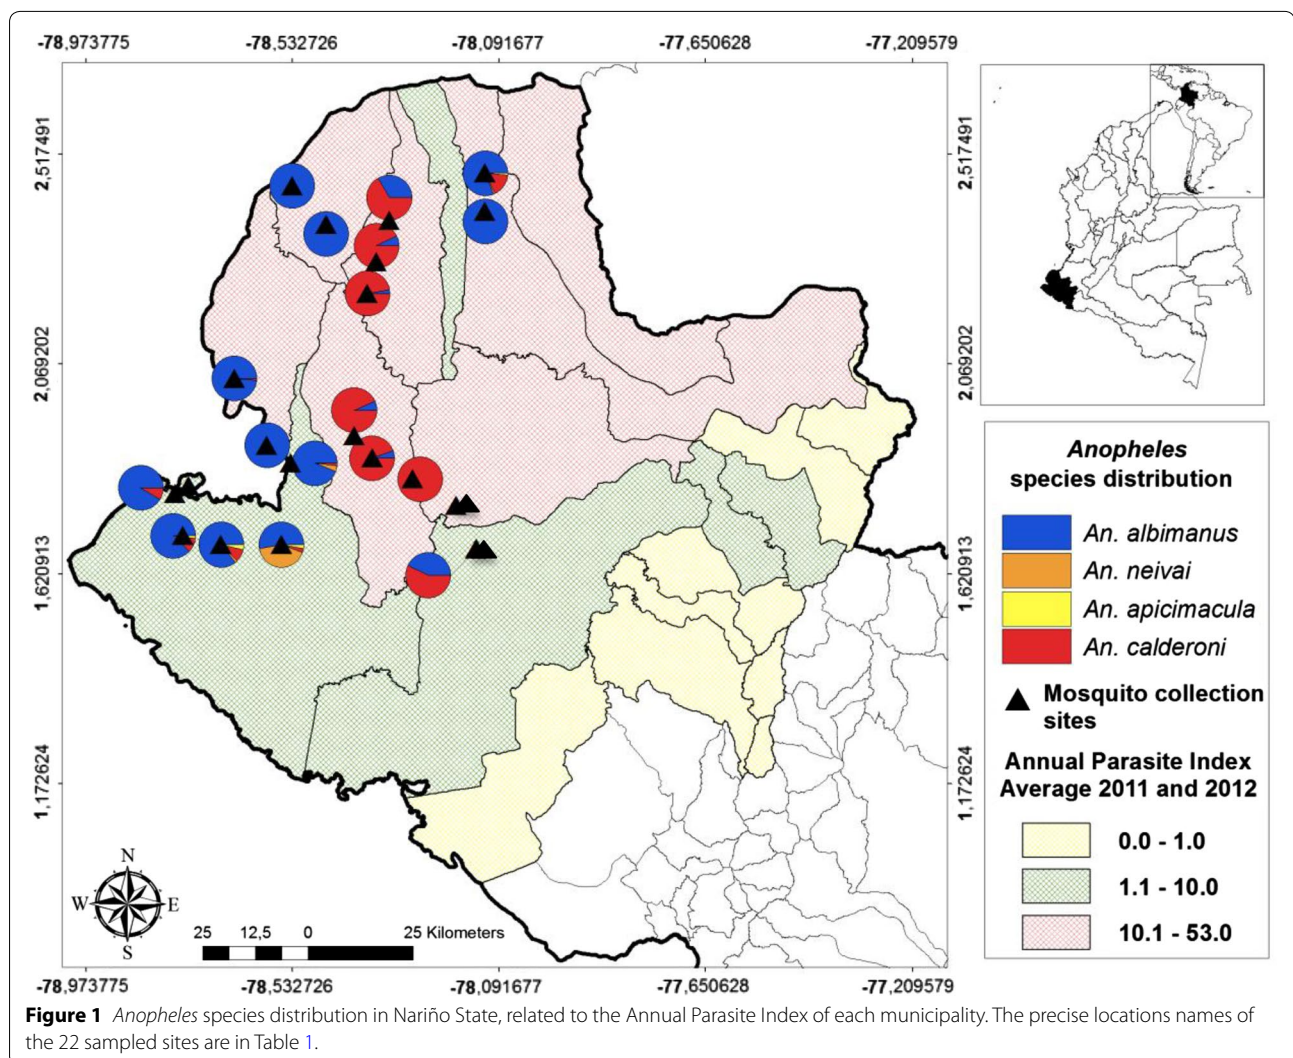 -78,973775 -78,532726 -78,091677 -77,650628 -77,209579
2,517491
2,069202
1,620913
1,172624
2,517491
2,069202
1,620913
1,172624
Anopheles
species distribution
An. albimanus
An. neivai
An. apicimacula
An. calderoni
Mosquito collection
sites
Annual Parasite Index
Average 2011 and 2012
0.0 - 1.0
1.1 - 10.0
10.1 - 53.0
N
W E
S
25 12,5 0 25 Kilometers
-78,973775 -78,532726 -78,091677 -77,650628 -77,209579
Figure 1 Anopheles species distribution in Nariño State, related to the Annual Parasite Index of each municipality. The precise locations names of
the 22 sampled sites are in Table 1.